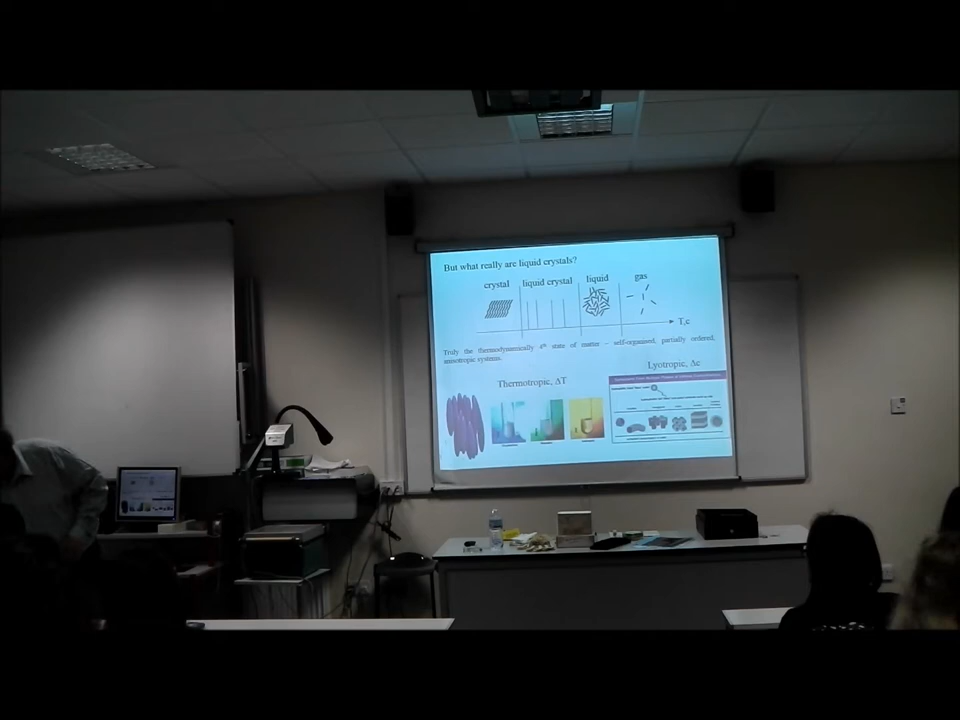 But what really are liquid crystals?
crystal
liquid crystal
liquid
gas
T,c
Truly the thermodynamically 4th state of matter – self-organised, partially ordered,
anisotropic systems.
Thermotropic, ΔT
Lyotropic, Δc